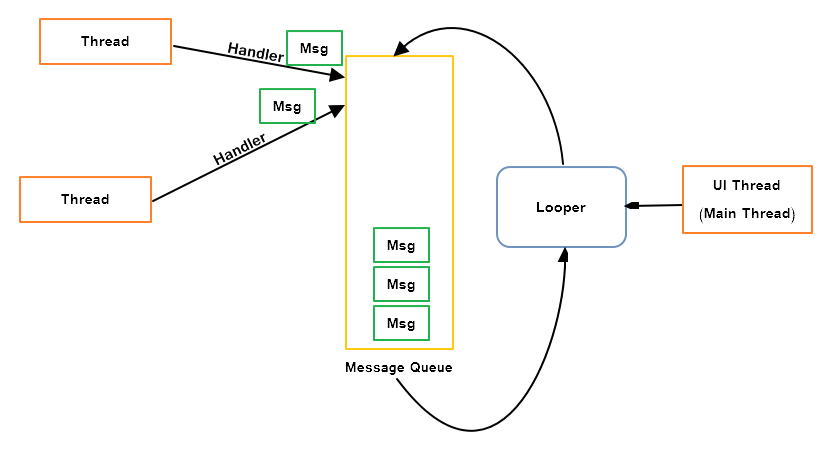 Thread
Handler
Msg
Msg
Handler
Thread
Looper
UI Thread
(Main Thread)
Msg
Msg
Msg
Message Queue